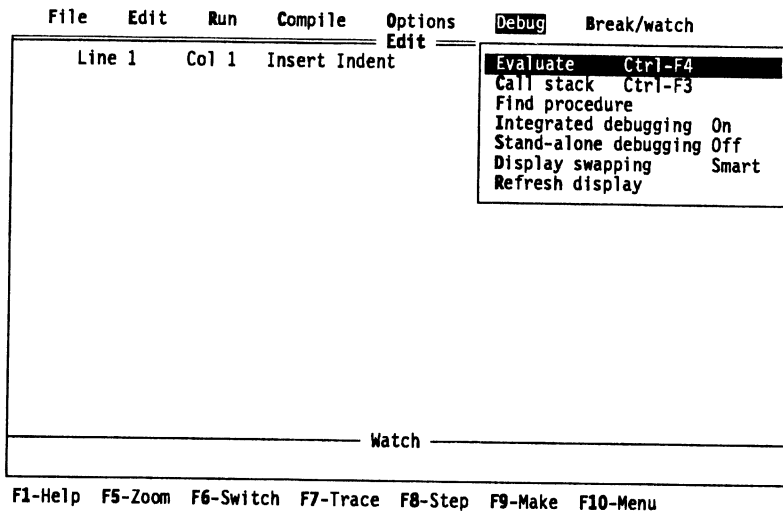 File Edit Run Compile Options Debug Break/watch
Edit
Line 1 Col 1 Insert Indent
Evaluate Ctrl-F4
Call stack Ctrl-F3
Find procedure
Integrated debugging On
Stand-alone debugging Off
Display swapping Smart
Refresh display
Watch
F1-Help F5-Zoom F6-Switch F7-Trace F8-Step F9-Make F10-Menu